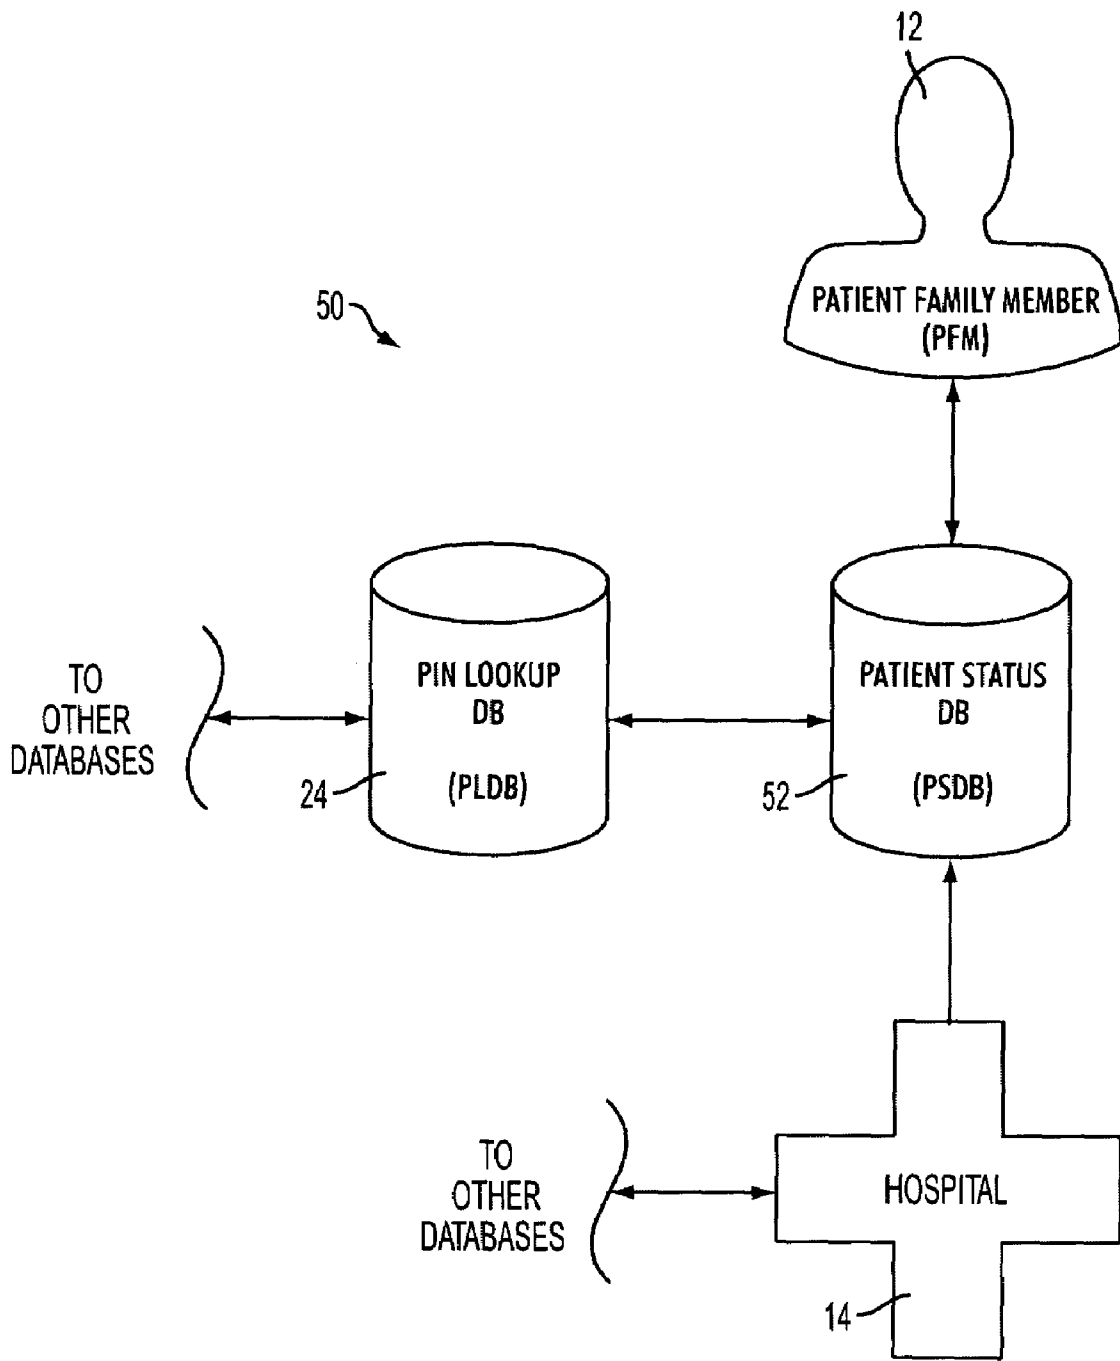 12
PATIENT FAMILY MEMBER
(PFM)
50
TO
OTHER
DATABASES
PIN LOOKUP
DB
(PLDB)
24
PATIENT STATUS
DB
(PSDB)
52
TO
OTHER
DATABASES
HOSPITAL
14